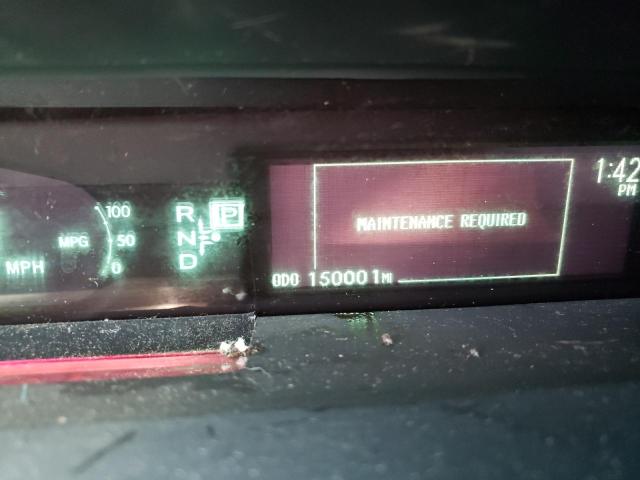 100
MPG 50
MPH 0
R P
N
D
MAINTENANCE REQUIRED
ODO 150001 MI
1:42
PM